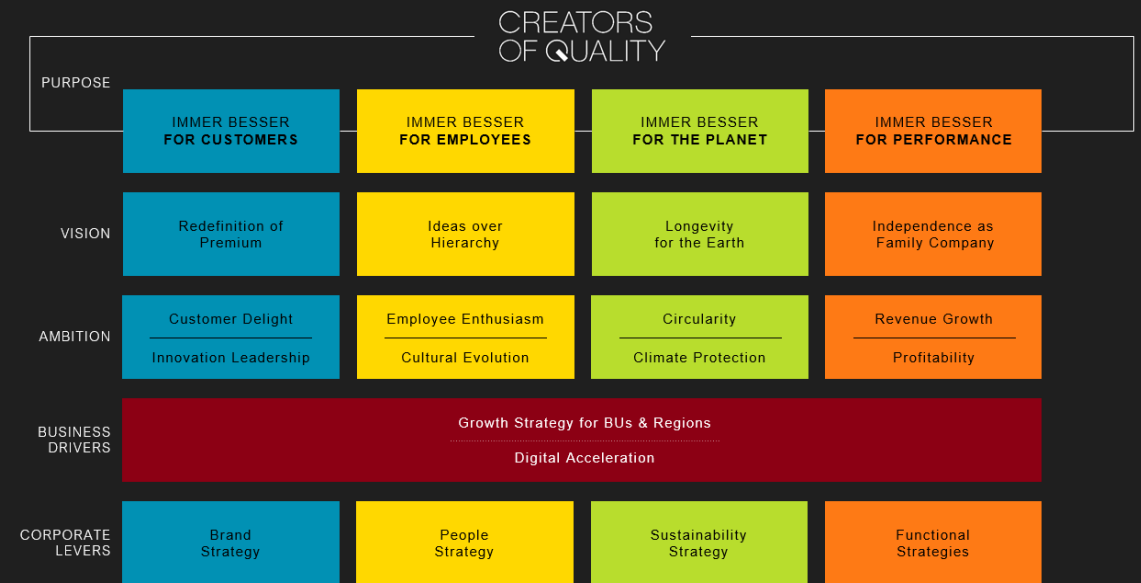 CREATORS
OF QUALITY
PURPOSE
IMMER BESSER
FOR CUSTOMERS
IMMER BESSER
FOR EMPLOYEES
IMMER BESSER
FOR THE PLANET
IMMER BESSER
FOR PERFORMANCE
VISION
Redefinition of
Premium
Ideas over
Hierarchy
Longevity
for the Earth
Independence as
Family Company
AMBITION
Customer Delight
Innovation Leadership
Employee Enthusiasm
Cultural Evolution
Circularity
Climate Protection
Revenue Growth
Profitability
BUSINESS
DRIVERS
Growth Strategy for BUs & Regions
Digital Acceleration
CORPORATE
LEVERS
Brand
Strategy
People
Strategy
Sustainability
Strategy
Functional
Strategies